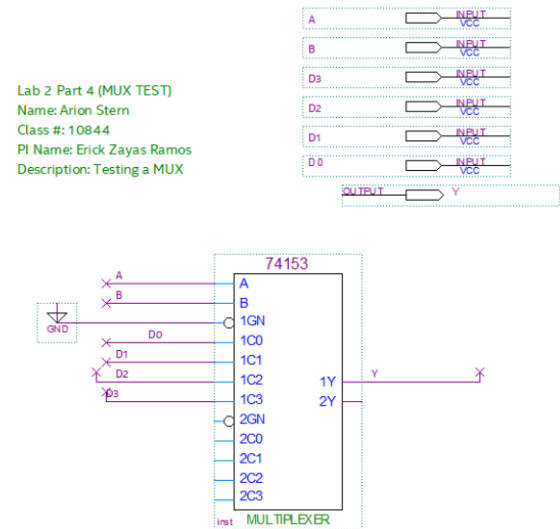 Lab 2 Part 4 (MUX TEST)
Name: Arion Stern
Class #: 10844
PI Name: Erick Zayas Ramos
Description: Testing a MUX
A INPUT
VCC
B INPUT
VCC
D3 INPUT
VCC
D2 INPUT
VCC
D1 INPUT
VCC
D0 INPUT
VCC
OUTPUT Y
74153
A A
B B
GND 1GN
D0 1C0
D1 1C1
D2 1C2 1Y Y
D3 1C3 2Y
2GN
2C0
2C1
2C2
2C3
inst MULTIPLEXER